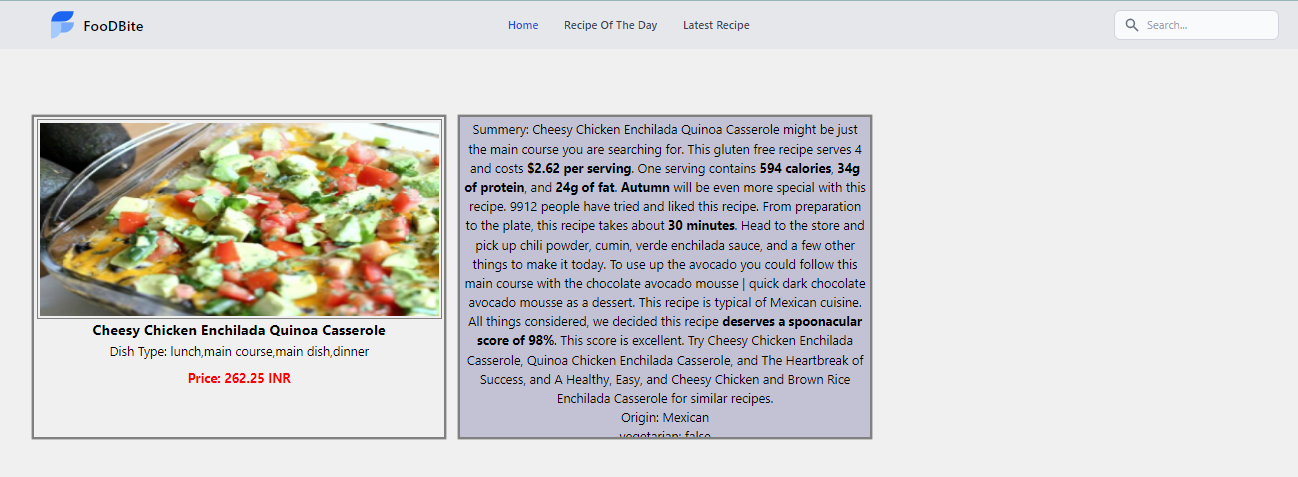 FooDBite
Home
Recipe Of The Day
Latest Recipe
Search...
Cheesy Chicken Enchilada Quinoa Casserole
Dish Type: lunch,main course,main dish,dinner
Price: 262.25 INR
Summery: Cheesy Chicken Enchilada Quinoa Casserole might be just
the main course you are searching for. This gluten free recipe serves 4
and costs $2.62 per serving. One serving contains 594 calories, 34g
of protein, and 24g of fat. Autumn will be even more special with this
recipe. 9912 people have tried and liked this recipe. From preparation
to the plate, this recipe takes about 30 minutes. Head to the store and
pick up chili powder, cumin, verde enchilada sauce, and a few other
things to make it today. To use up the avocado you could follow this
main course with the chocolate avocado mousse | quick dark chocolate
avocado mousse as a dessert. This recipe is typical of Mexican cuisine.
All things considered, we decided this recipe deserves a spoonacular
score of 98%. This score is excellent. Try Cheesy Chicken Enchilada
Casserole, Quinoa Chicken Enchilada Casserole, and The Heartbreak of
Success, and A Healthy, Easy, and Cheesy Chicken and Brown Rice
Enchilada Casserole for similar recipes.
Origin: Mexican
vegetarian: false